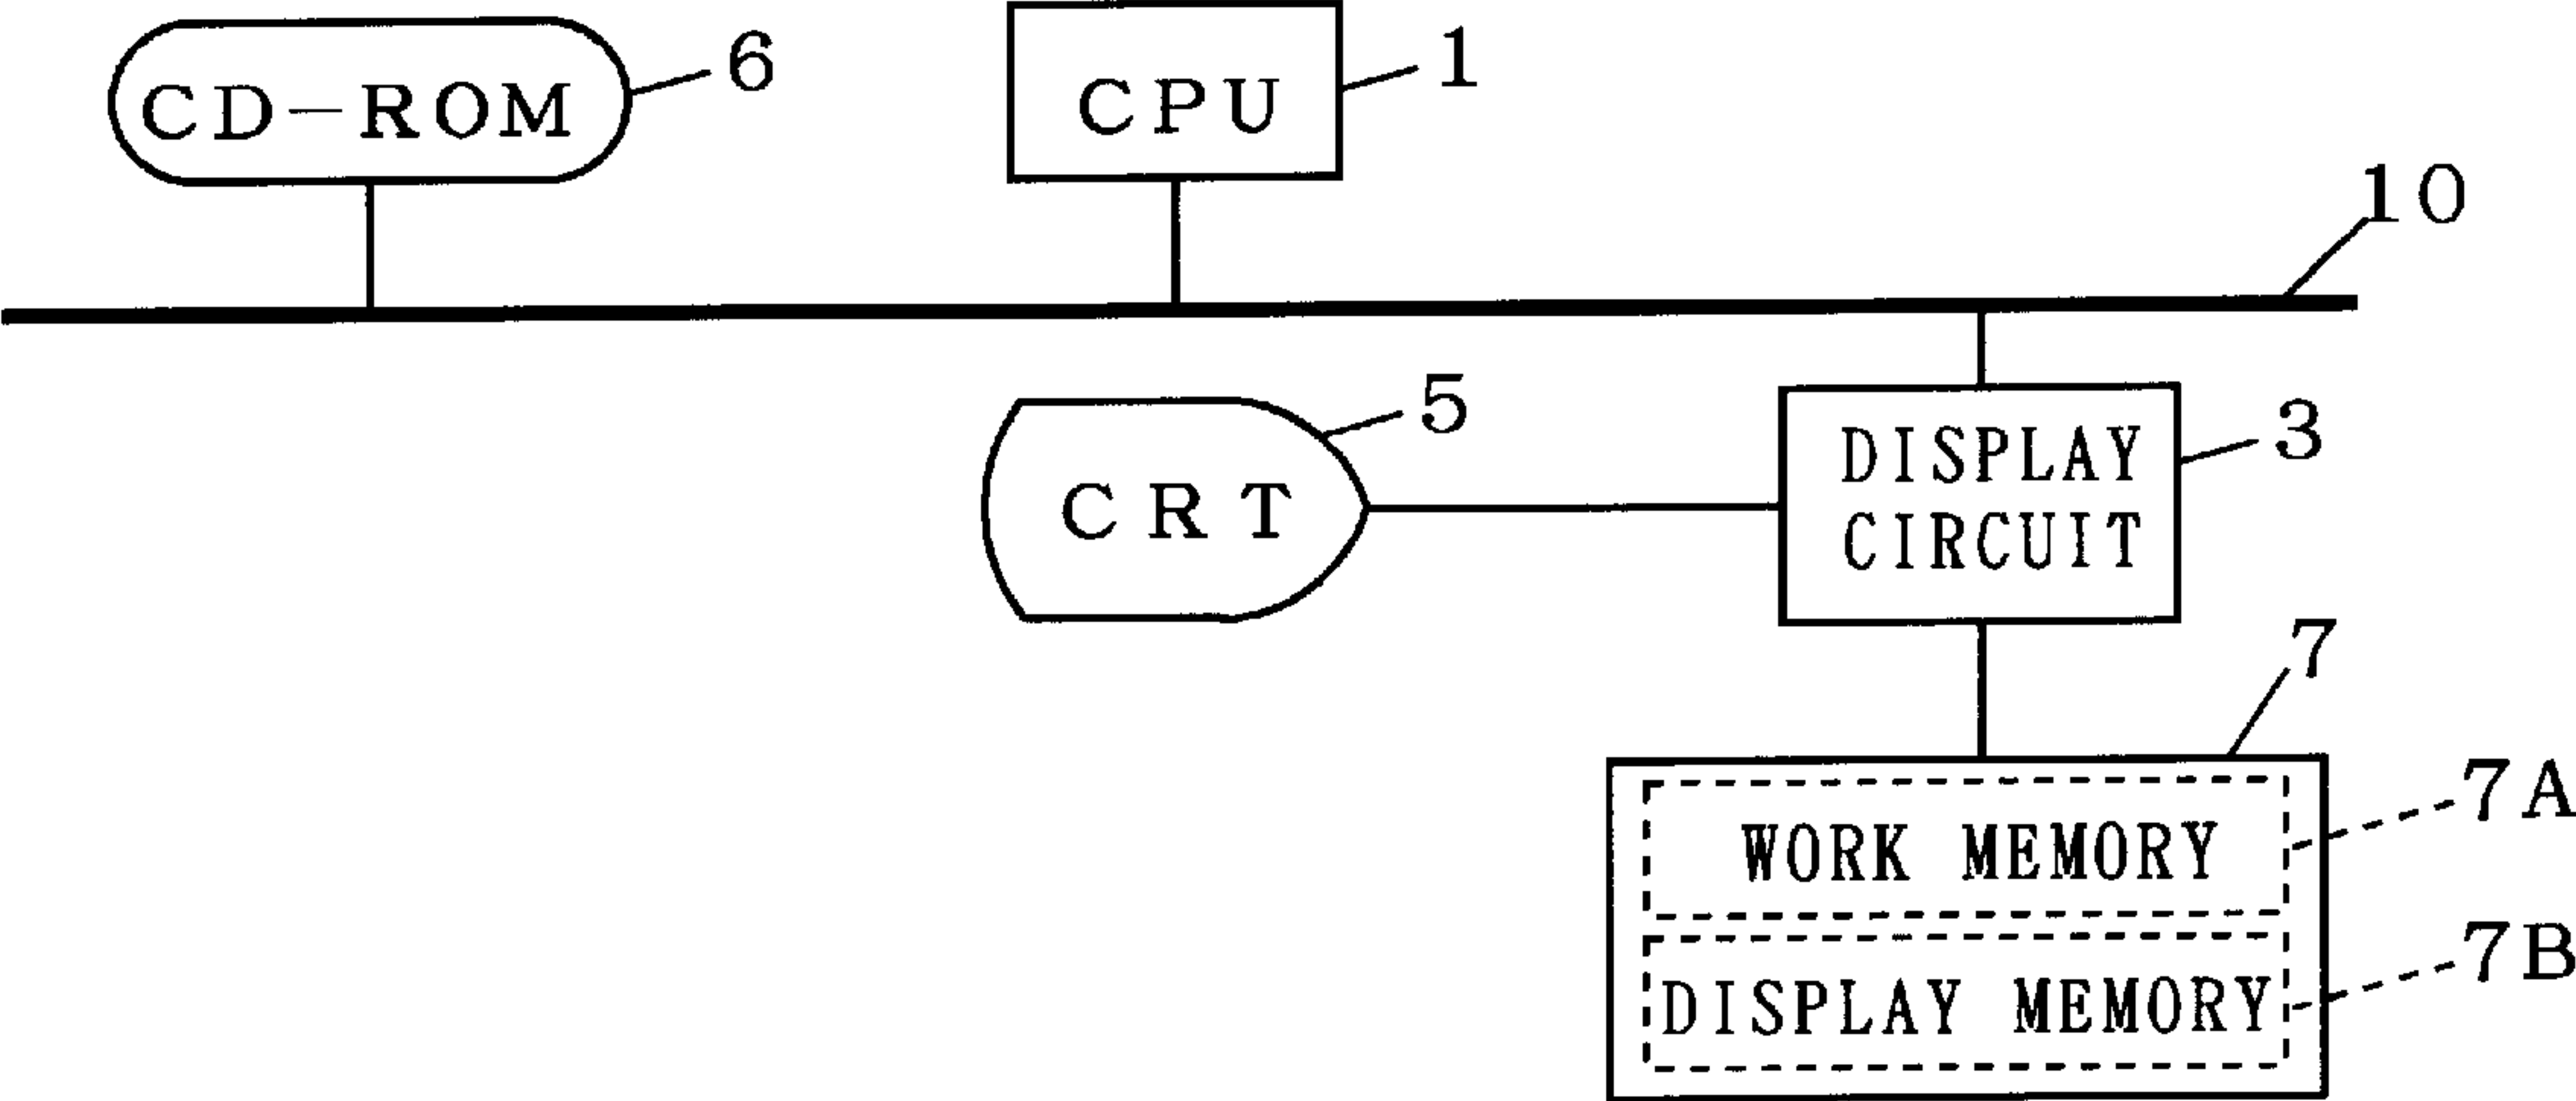 CD-ROM 6
CPU 1
10
CRT 5
DISPLAY
CIRCUIT
3
7
WORK MEMORY 7A
DISPLAY MEMORY 7B